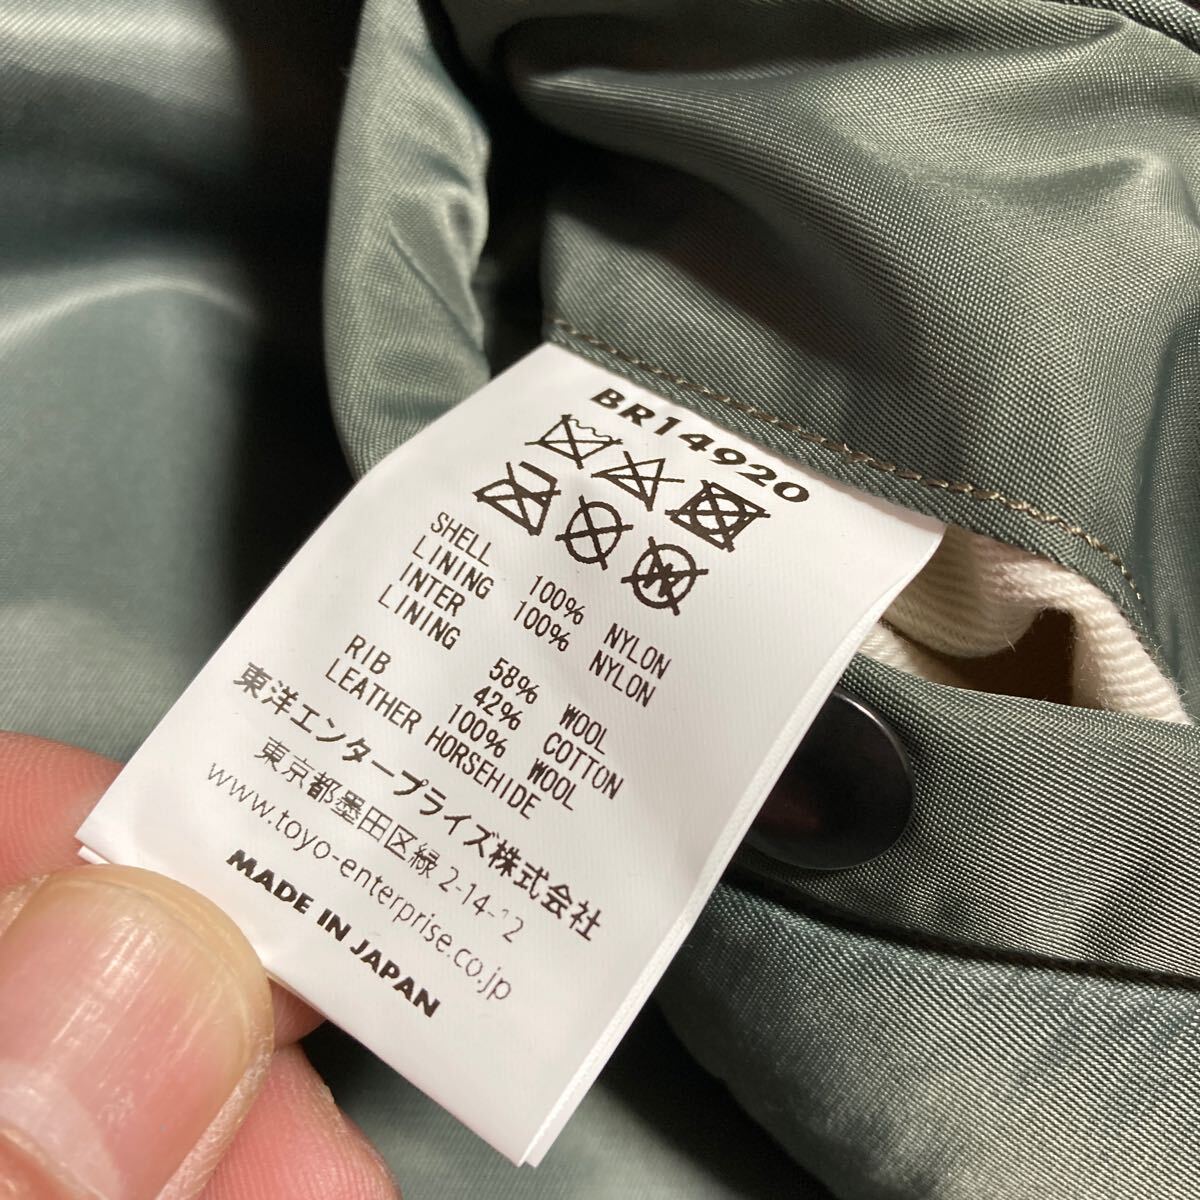 BR14920
SHELL 100% NYLON
LINING 100% NYLON
INTER
LINING 58% WOOL
42% COTTON
RIB 100% WOOL
LEATHER HORSEHIDE
東洋エンタープライズ株式会社
東京都墨田区緑 2-14-12
www.toyo-enterprise.co.jp
MADE IN JAPAN